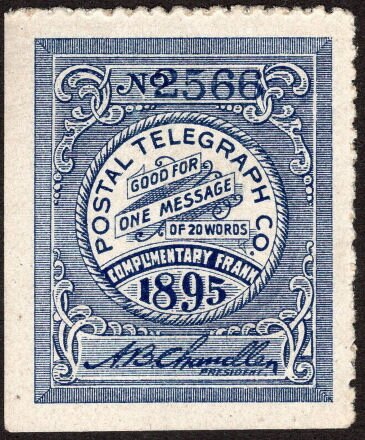 No 2566
POSTAL TELEGRAPH CO.
GOOD FOR
ONE MESSAGE
OF 20 WORDS
COMPLIMENTARY FRANK
1895
A.B. Chandler
PRESIDENT.